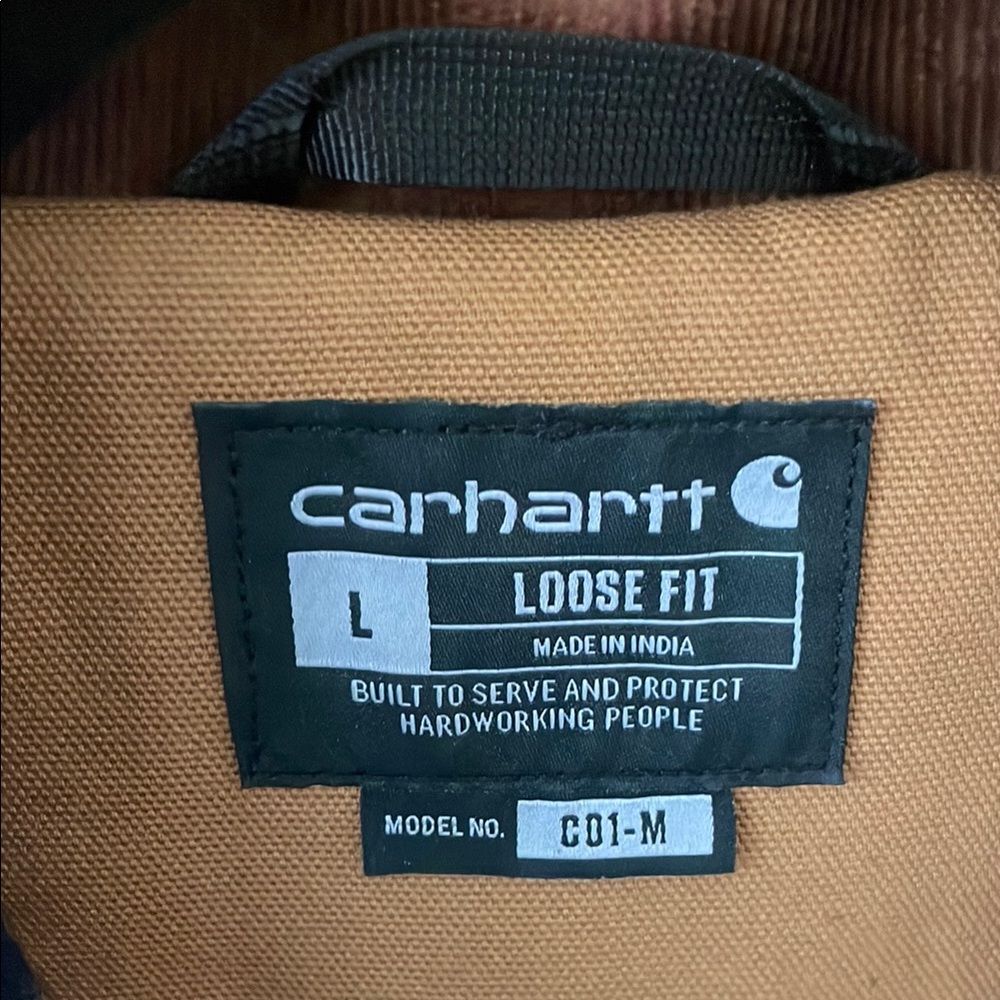 carhartt
L
LOOSE FIT
MADE IN INDIA
BUILT TO SERVE AND PROTECT
HARDWORKING PEOPLE
MODEL NO. C01-M